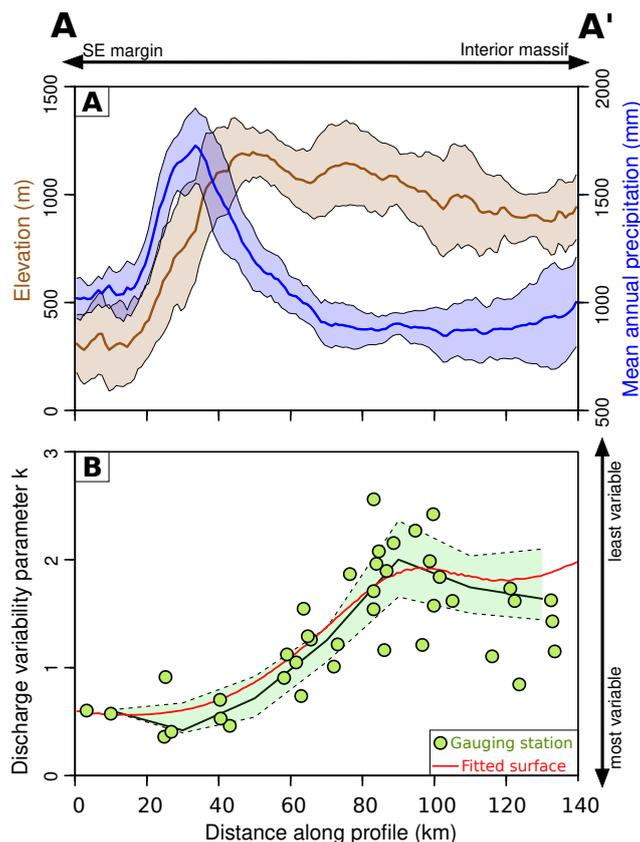 A A'
SE margin Interior massif
A
1500 2000
1000 1500
500 1000
0 500
Elevation (m)
Mean annual precipitation (mm)
B
3
2
1
0
Discharge variability parameter k
least variable
most variable
Gauging station
Fitted surface
0 20 40 60 80 100 120 140
Distance along profile (km)